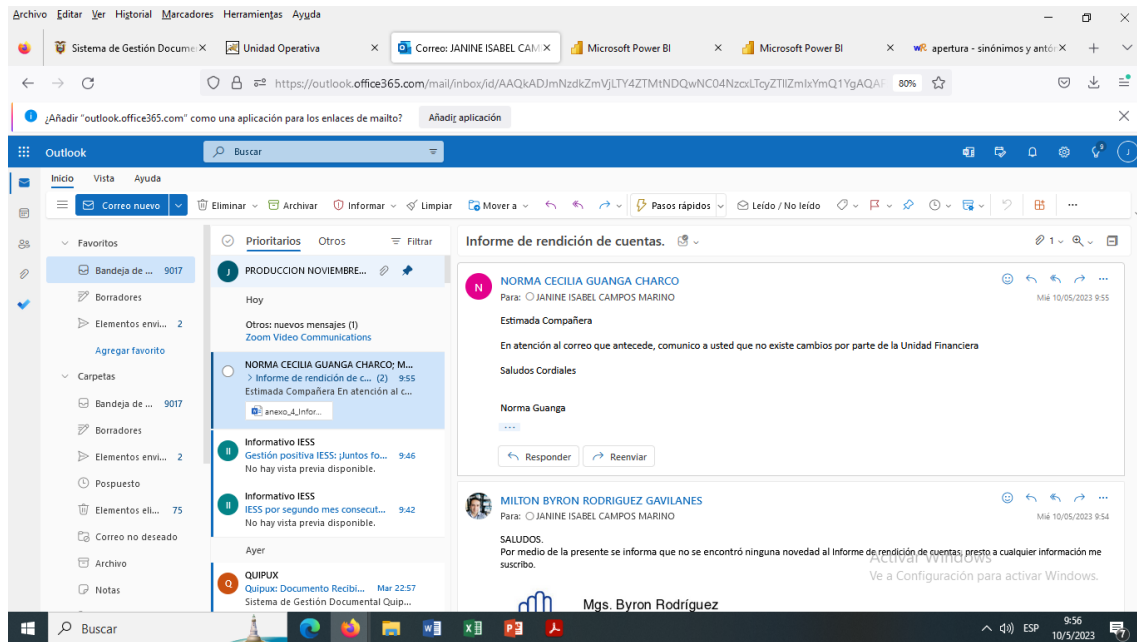 Archivo Editar Ver Historial Marcadores Herramientas Ayuda
Sistema de Gestión Docume
Unidad Operativa
Correo: JANINE ISABEL CAM
Microsoft Power BI
Microsoft Power BI
apertura - sinónimos y antón
80%
¿Añadir "outlook.office365.com" como una aplicación para los enlaces de mailto? Añadir aplicación
Outlook
Buscar
Inicio Vista Ayuda
Correo nuevo Eliminar Archivar Informar Limpiar Mover a Pasos rápidos Leído / No leído
Favoritos
Bandeja de ... 9017
Borradores
Elementos envi... 2
Agregar favorito
Carpetas
Bandeja de ... 9017
Borradores
Elementos envi... 2
Pospuesto
Elementos eli... 75
Correo no deseado
Archivo
Notas
Prioritarios Otros Filtrar
J PRODUCCION NOVIEMBRE...
Hoy
Otros: nuevos mensajes (1)
Zoom Video Communications
NORMA CECILIA GUANGA CHARCO; M...
> Informe de rendición de c... (2) 9:55
Estimada Compañera En atención al c...
anexo_4_Infor...
II
Informativo IESS
Gestión positiva IESS: ¡Juntos fo... 9:46
No hay vista previa disponible.
II
Informativo IESS
IESS por segundo mes consecut... 9:42
No hay vista previa disponible.
Ayer
Q
QUIPUX
Quipux: Documento Recibi... Mar 22:57
Sistema de Gestión Documental Quip...
Informe de rendición de cuentas.
1
N
NORMA CECILIA GUANGA CHARCO
Para: JANINE ISABEL CAMPOS MARINO
Mié 10/05/2023 9:55
Estimada Compañera
En atención al correo que antecede, comunico a usted que no existe cambios por parte de la Unidad Financiera
Saludos Cordiales
Norma Guanga
...
Responder Reenviar
MILTON BYRON RODRIGUEZ GAVILANES
Para: JANINE ISABEL CAMPOS MARINO
Mié 10/05/2023 9:54
SALUDOS.
Por medio de la presente se informa que no se encontró ninguna novedad al Informe de rendición de cuentas, presto a cualquier información me
suscribo.
Mgs. Byron Rodríguez
Activar Windows
Ve a Configuración para activar Windows.
Buscar
ESP
9:56
10/5/2023